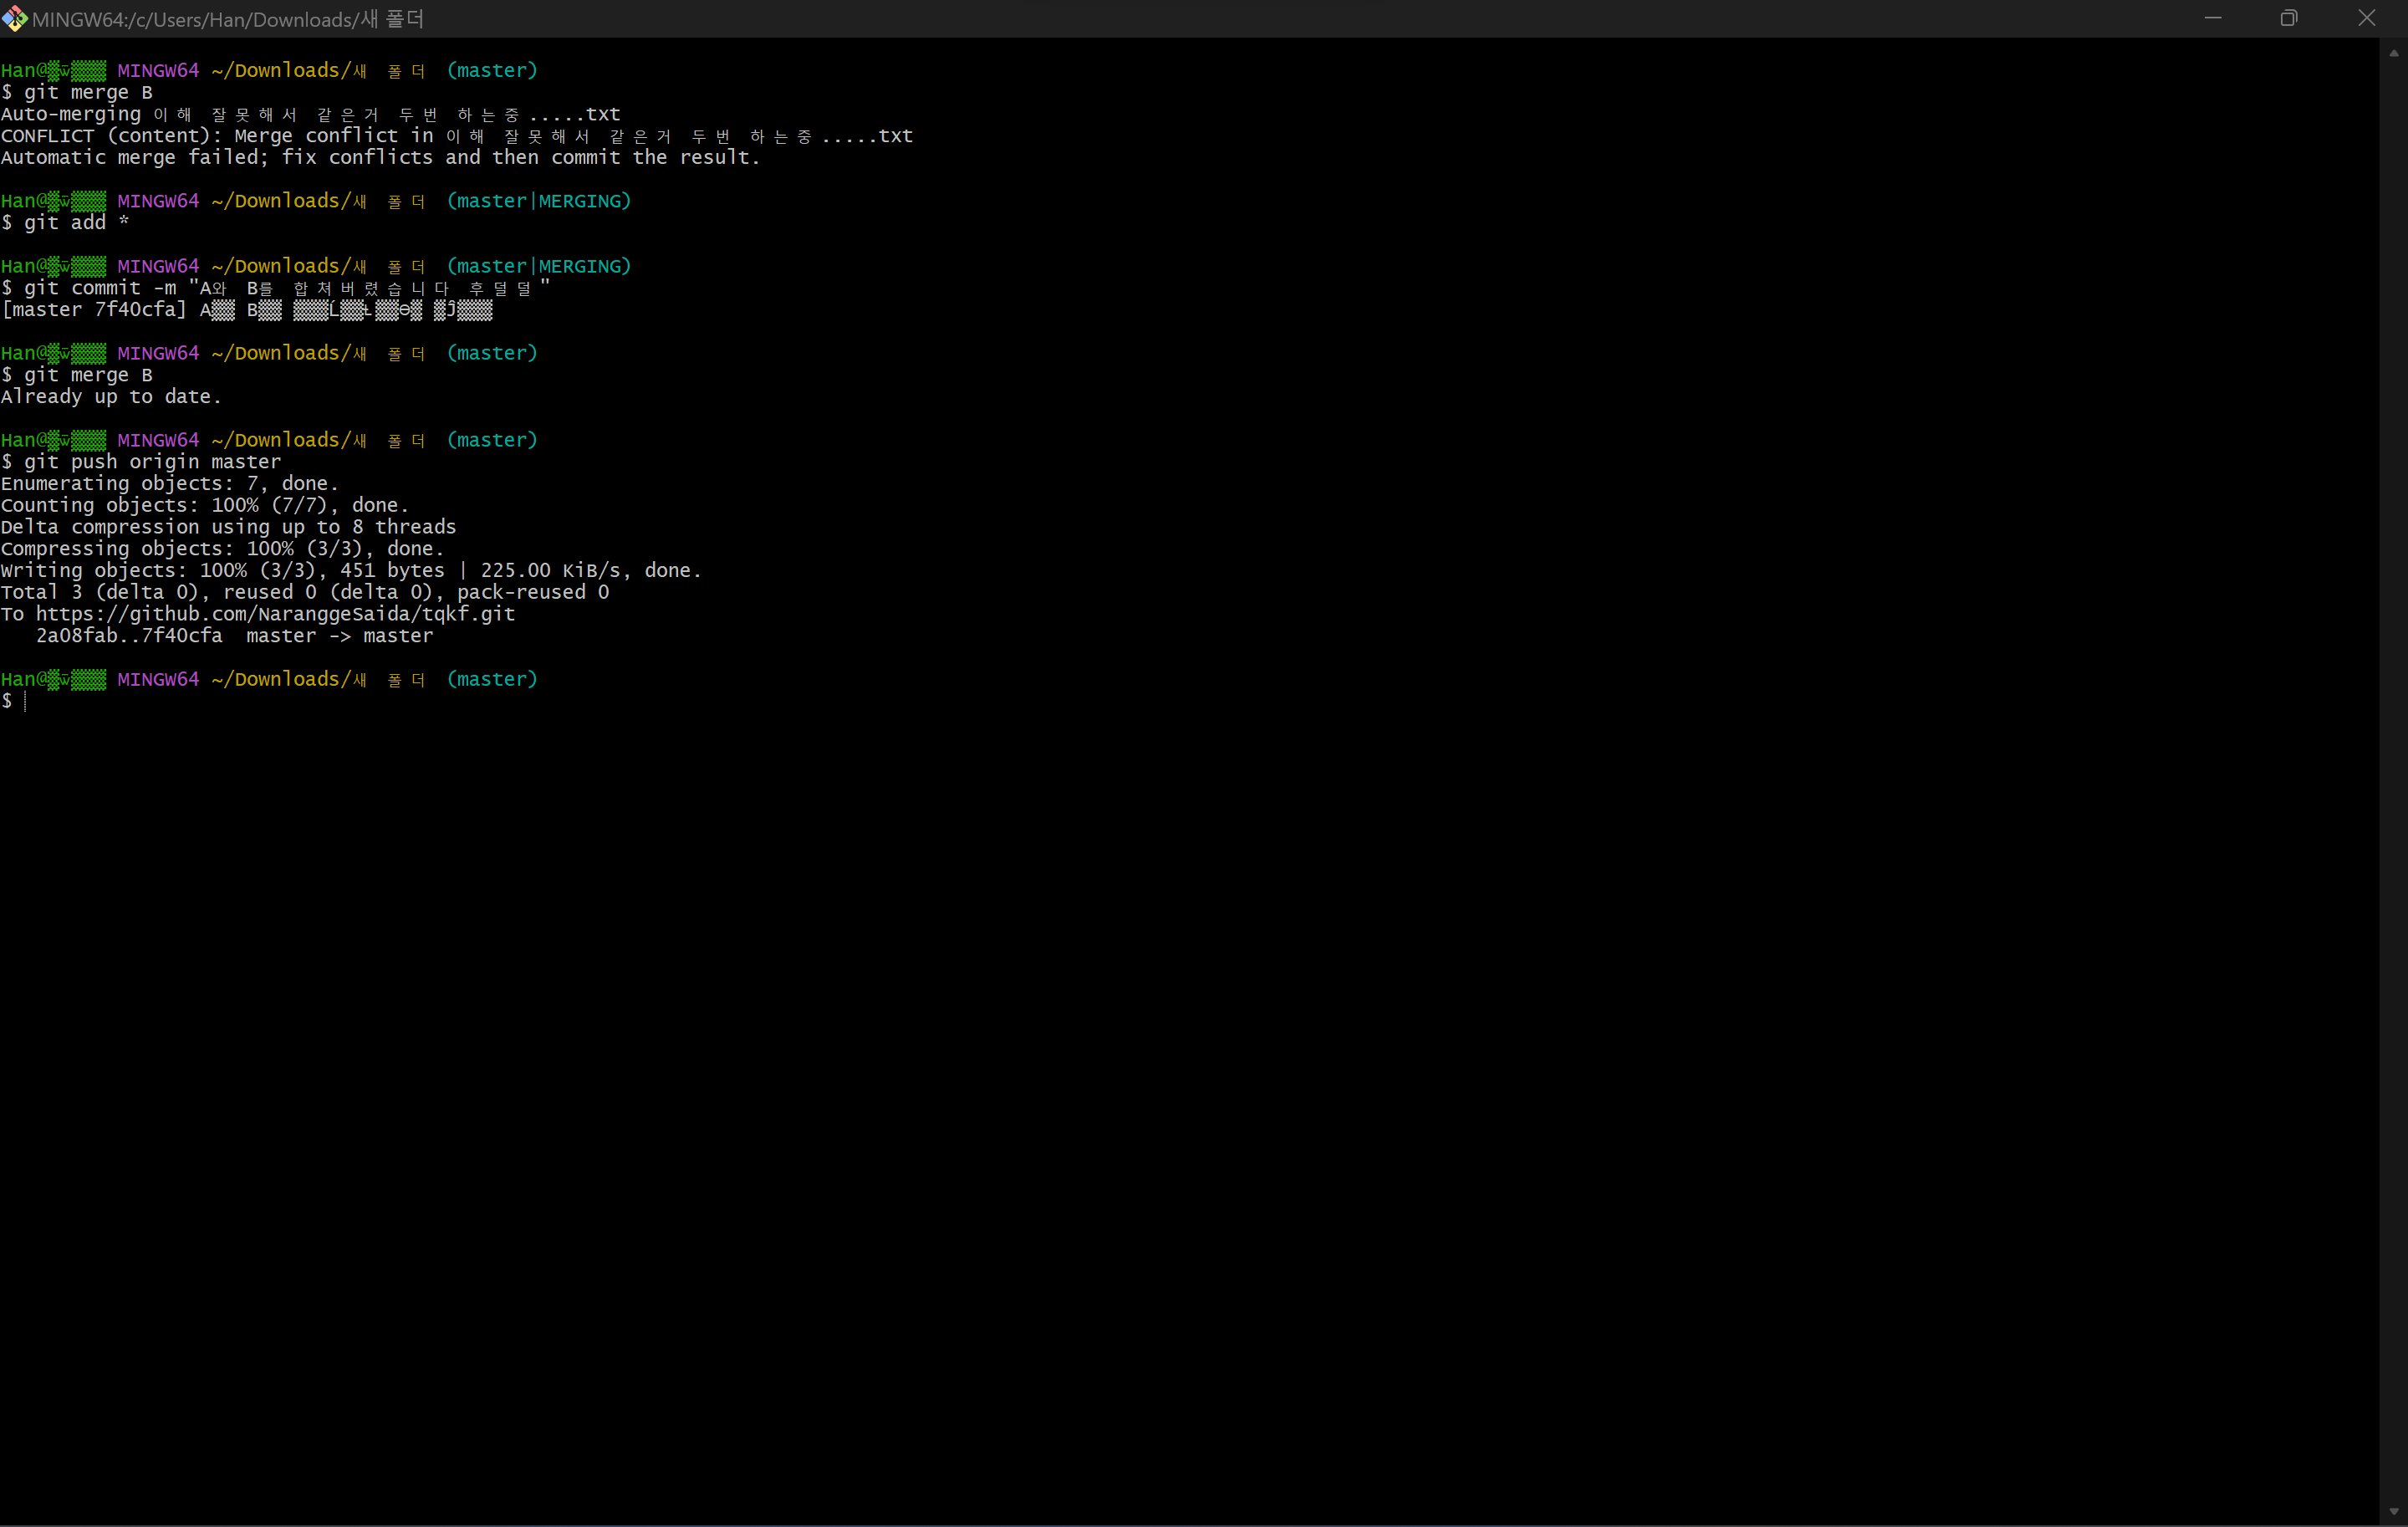 MINGW64:/c/Users/Han/Downloads/새 폴더
Han@ MINGW64 ~/Downloads/새 폴더 (master)
$ git merge B
Auto-merging 이해 잘못해서 같은거 두번 하는중.....txt
CONFLICT (content): Merge conflict in 이해 잘못해서 같은거 두번 하는중.....txt
Automatic merge failed; fix conflicts and then commit the result.
Han@ MINGW64 ~/Downloads/새 폴더 (master|MERGING)
$ git add *
Han@ MINGW64 ~/Downloads/새 폴더 (master|MERGING)
$ git commit -m "A와 B를 합쳐버렸습니다 후덜덜"
[master 7f40cfa] A B
Han@ MINGW64 ~/Downloads/새 폴더 (master)
$ git merge B
Already up to date.
Han@ MINGW64 ~/Downloads/새 폴더 (master)
$ git push origin master
Enumerating objects: 7, done.
Counting objects: 100% (7/7), done.
Delta compression using up to 8 threads
Compressing objects: 100% (3/3), done.
Writing objects: 100% (3/3), 451 bytes | 225.00 KiB/s, done.
Total 3 (delta 0), reused 0 (delta 0), pack-reused 0
To https://github.com/NaranggeSaida/tqkf.git
2a08fab..7f40cfa master -> master
Han@ MINGW64 ~/Downloads/새 폴더 (master)
$